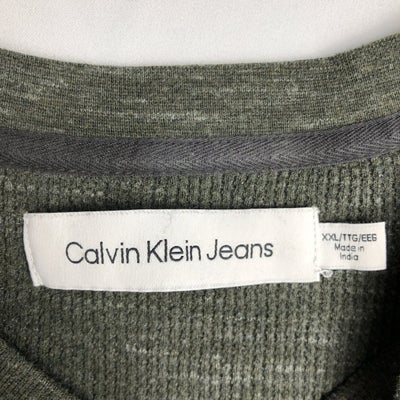 Calvin Klein Jeans
XXL/TTG/EEG
Made in
India